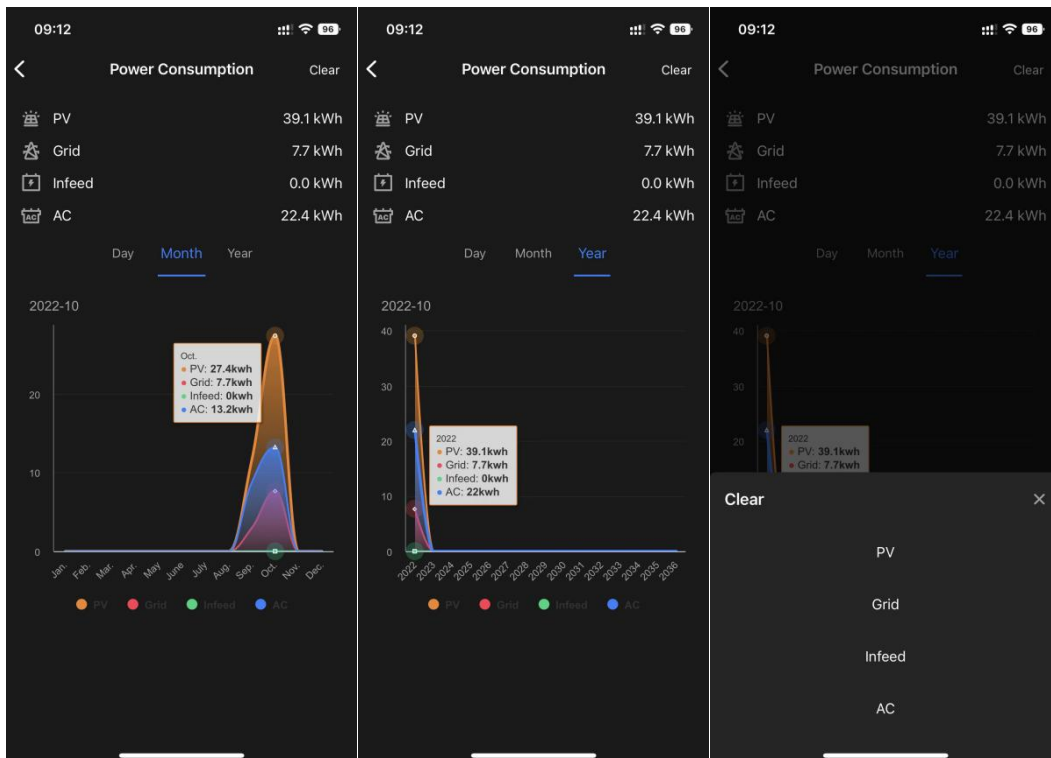 09:12
96
Power Consumption
Clear
PV
39.1 kWh
Grid
7.7 kWh
Infeed
0.0 kWh
AC
22.4 kWh
Day Month Year
2022-10
Oct.
PV: 27.4kwh
Grid: 7.7kwh
Infeed: 0kwh
AC: 13.2kwh
20
10
0
Jan. Feb. Mar. Apr. May June July Aug. Sep. Oct. Nov. Dec.
PV Grid Infeed AC
09:12
96
Power Consumption
Clear
PV
39.1 kWh
Grid
7.7 kWh
Infeed
0.0 kWh
AC
22.4 kWh
Day Month Year
2022-10
40
30
20
10
0
2022
PV: 39.1kwh
Grid: 7.7kwh
Infeed: 0kwh
AC: 22kwh
2022 2023 2024 2025 2026 2027 2028 2029 2030 2031 2032 2033 2034 2035 2036
PV Grid Infeed AC
09:12
96
Power Consumption
Clear
PV
39.1 kWh
Grid
7.7 kWh
Infeed
0.0 kWh
AC
22.4 kWh
Day Month Year
2022-10
40
30
20
2022
PV: 39.1kwh
Grid: 7.7kwh
Clear
PV
Grid
Infeed
AC